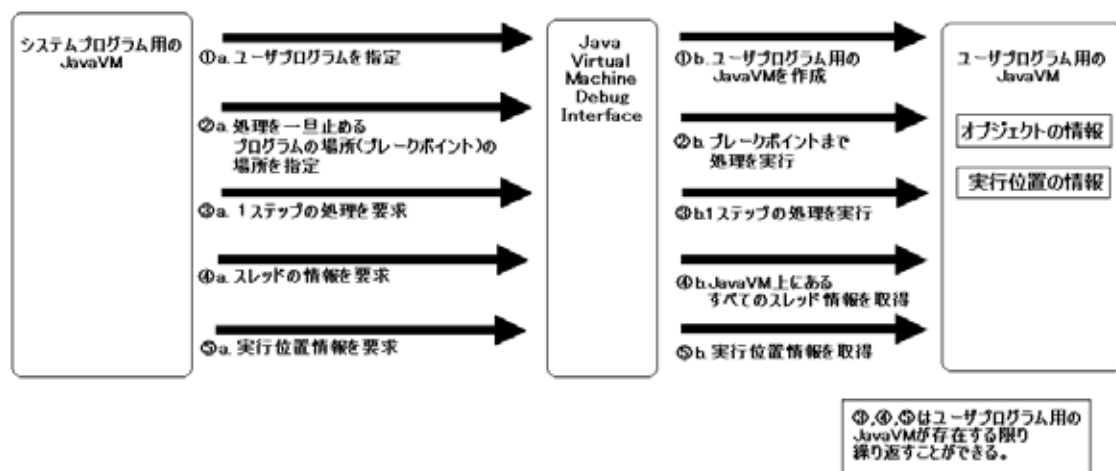 システムプログラム用の
JavaVM
①a.ユーザプログラムを指定
②a.処理を一旦止める
プログラムの場所(ブレークポイント)の
場所を指定
③a. 1ステップの処理を要求
④a.スレッドの情報を要求
⑤a.実行位置情報を要求
Java
Virtual
Machine
Debug
Interface
①b.ユーザプログラム用の
JavaVMを作成
②b.ブレークポイントまで
処理を実行
③b1ステップの処理を実行
④b.JavaVM上にある
すべてのスレッド情報を取得
⑤b.実行位置情報を取得
ユーザプログラム用の
JavaVM
オブジェクトの情報
実行位置の情報
③,④,⑤はユーザプログラム用の
JavaVMが存在する限り
繰り返すことができる。